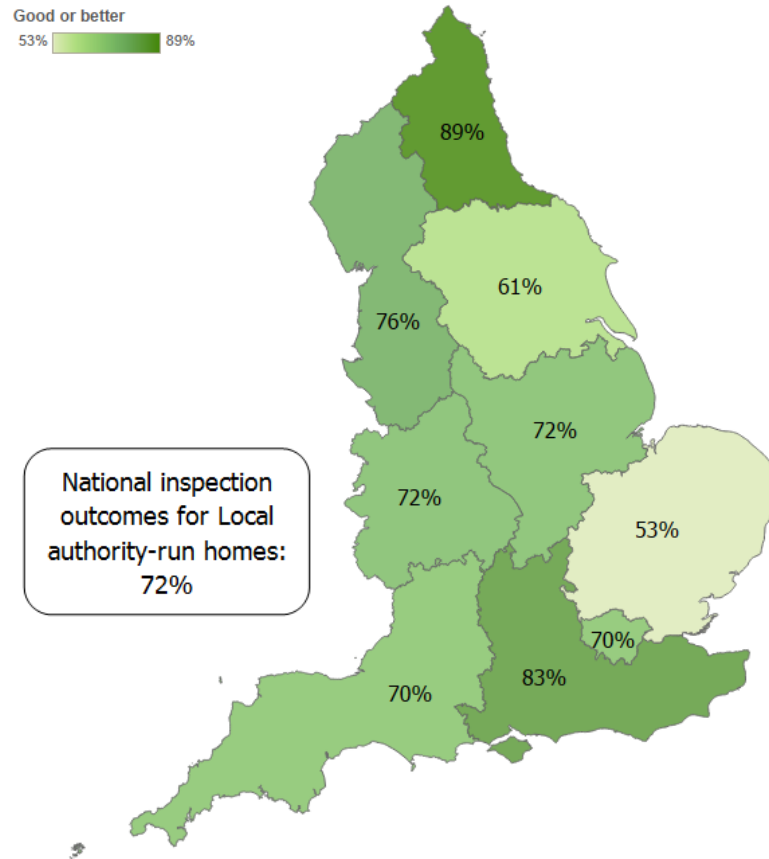 Good or better
53% 89%
89%
61%
76%
72%
72%
53%
National inspection
outcomes for Local
authority-run homes:
72%
70%
83%
70%